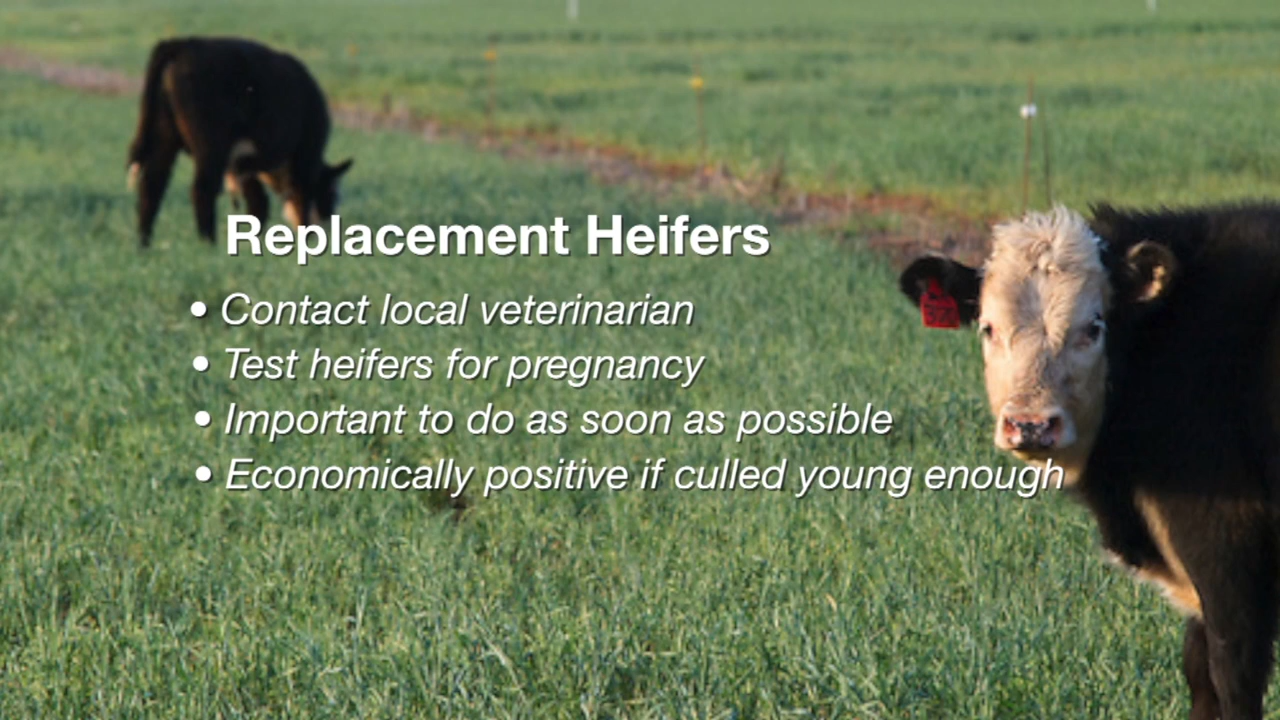 Replacement Heifers
• Contact local veterinarian
• Test heifers for pregnancy
• Important to do as soon as possible
• Economically positive if culled young enough